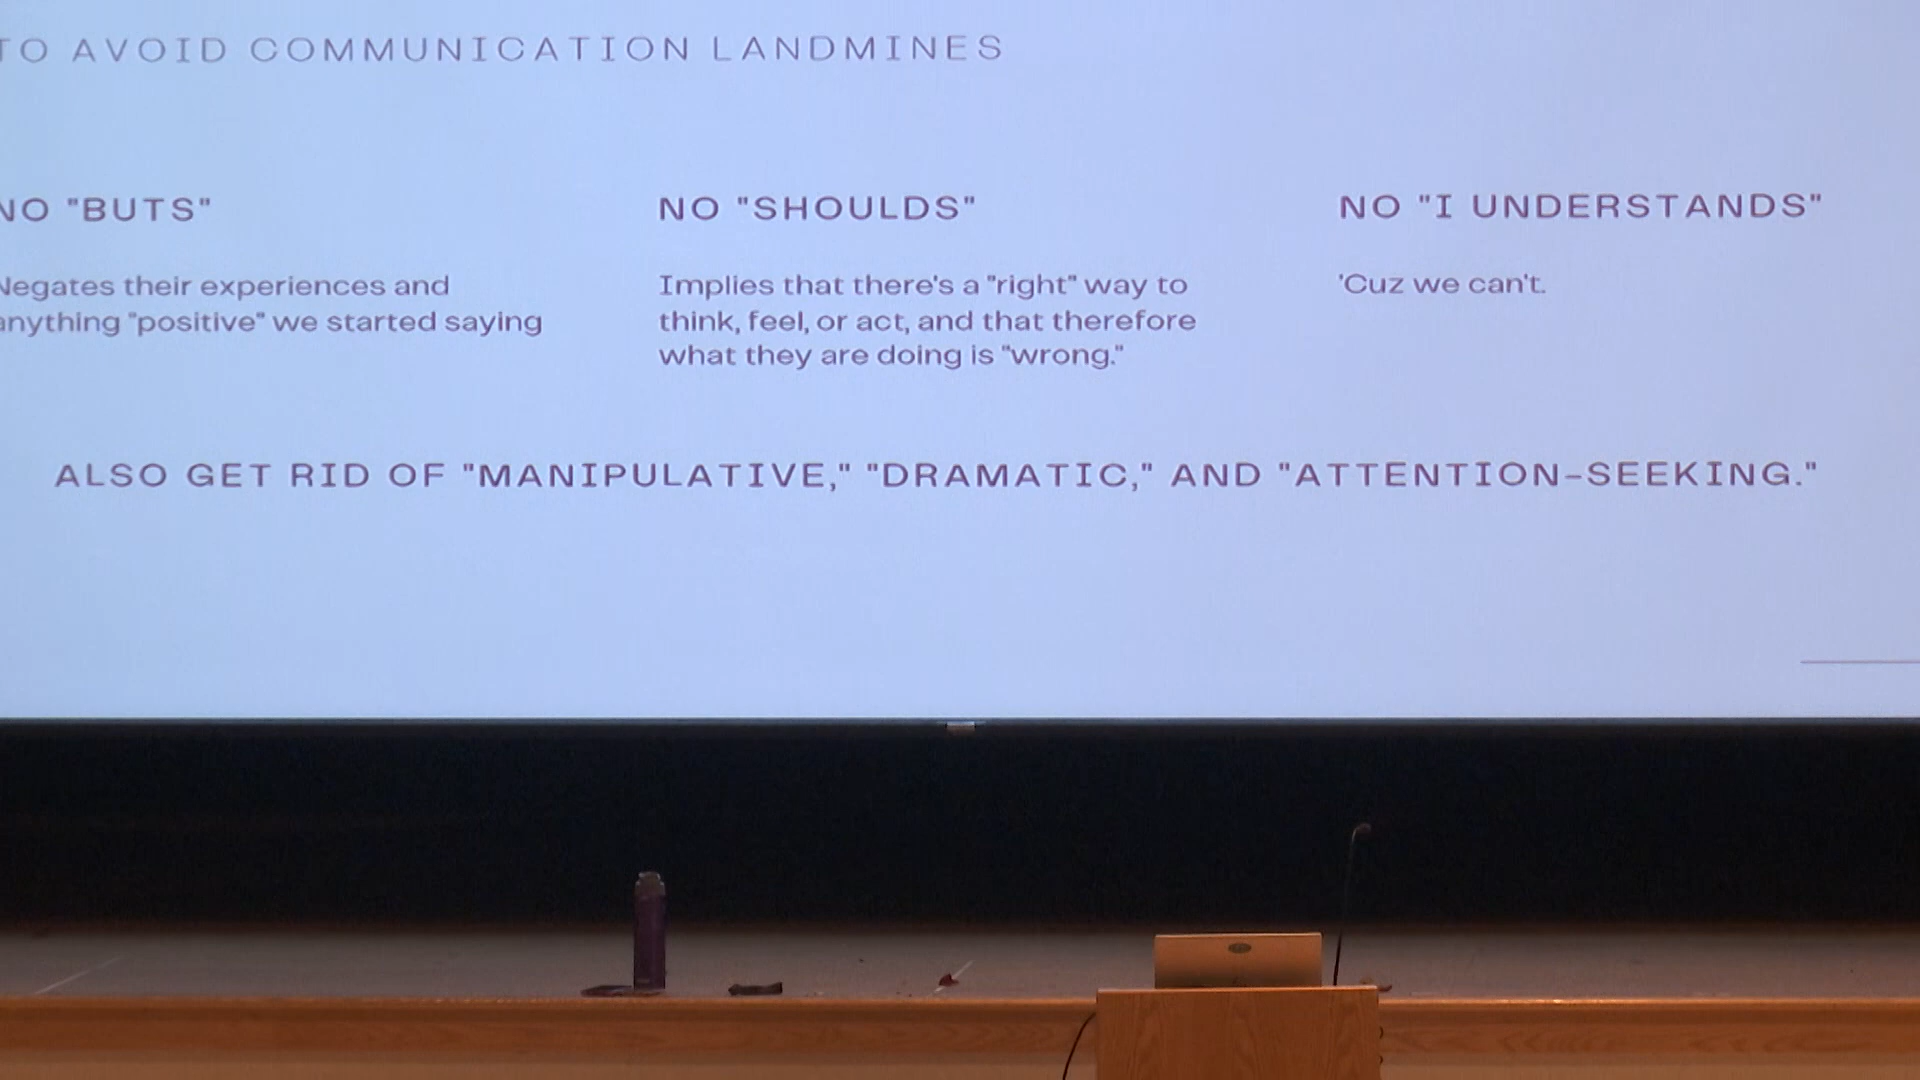 TO AVOID COMMUNICATION LANDMINES
NO "BUTS"
Negates their experiences and
anything "positive" we started saying
NO "SHOULDS"
Implies that there's a "right" way to
think, feel, or act, and that therefore
what they are doing is "wrong."
NO "I UNDERSTANDS"
'Cuz we can't.
ALSO GET RID OF "MANIPULATIVE," "DRAMATIC," AND "ATTENTION-SEEKING."